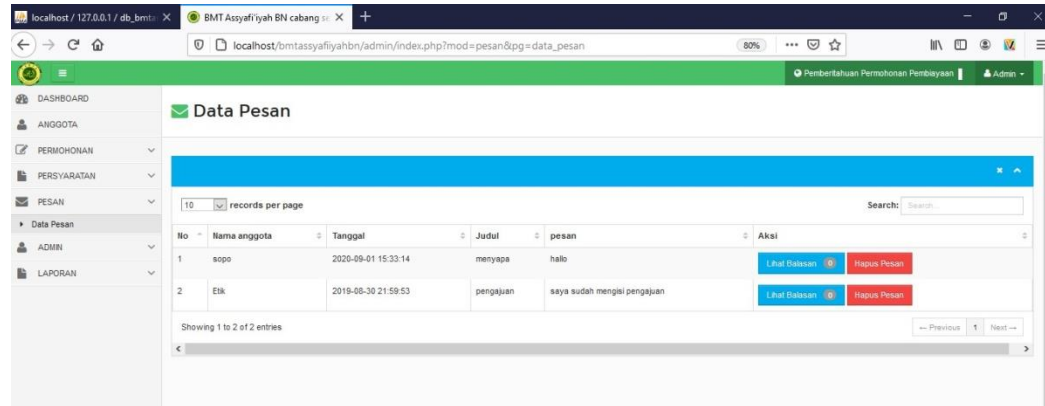 localhost / 127.0.0.1 / db_bmta
BMT Assyafi'iyah BN cabang se
localhost/bmtassyafiiyahbn/admin/index.php?mod=pesan&pg=data_pesan
80%
Pemberitahuan Permohonan Pembiayaan
Admin
DASHBOARD
ANGGOTA
PERMOHONAN
PERSYARATAN
PESAN
Data Pesan
ADMIN
LAPORAN
Data Pesan
10 records per page
Search: Search...
No Nama anggota Tanggal Judul pesan Aksi
1 sopo 2020-09-01 15:33:14 menyapa hallo Lihat Balasan 0 Hapus Pesan
2 Etik 2019-08-30 21:59:53 pengajuan saya sudah mengisi pengajuan Lihat Balasan 0 Hapus Pesan
Showing 1 to 2 of 2 entries
← Previous 1 Next →